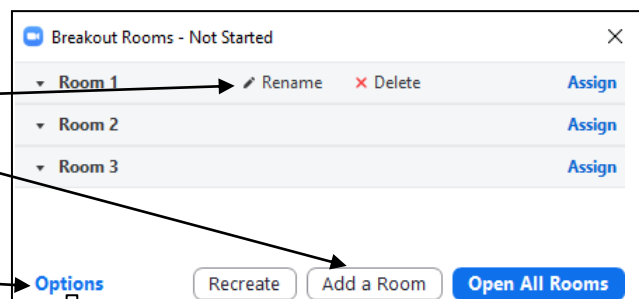 Breakout Rooms - Not Started
Room 1 Rename Delete Assign
Room 2 Assign
Room 3 Assign
Options Recreate Add a Room Open All Rooms